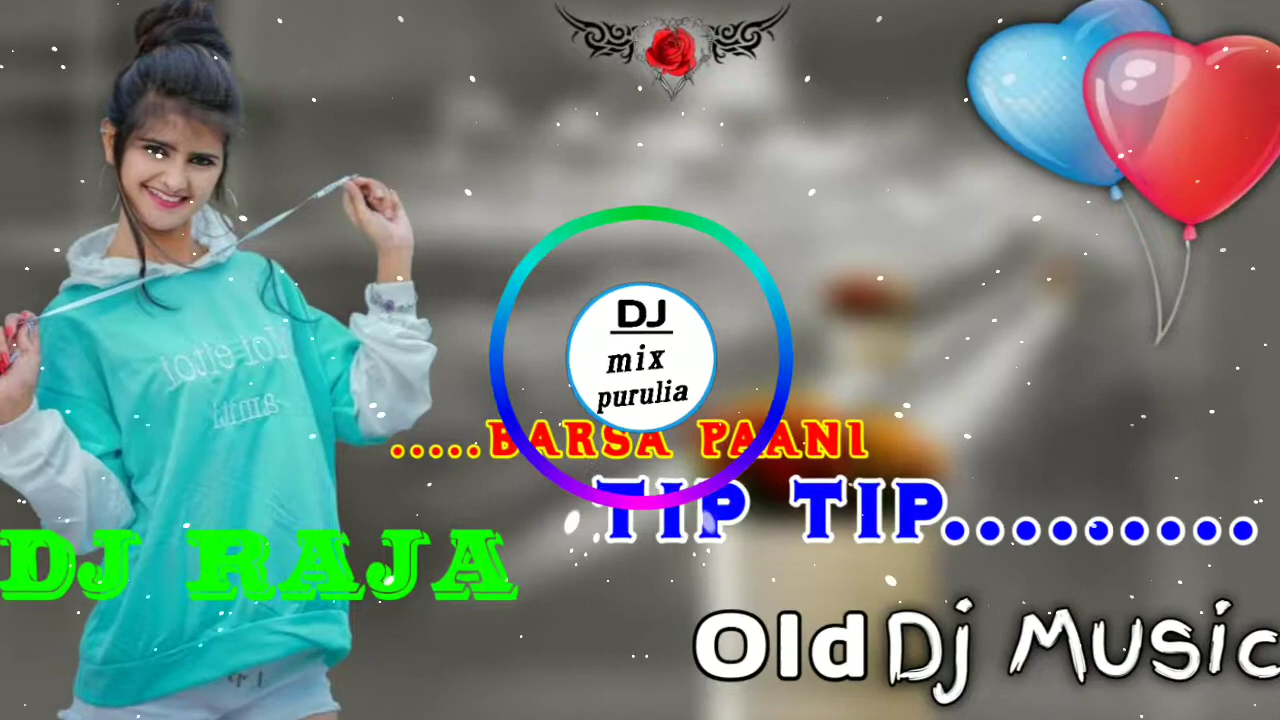 DJ
mix
purulia
.....BARSA PAANI
TIP TIP.........
DJ RAJA
Old Dj Music